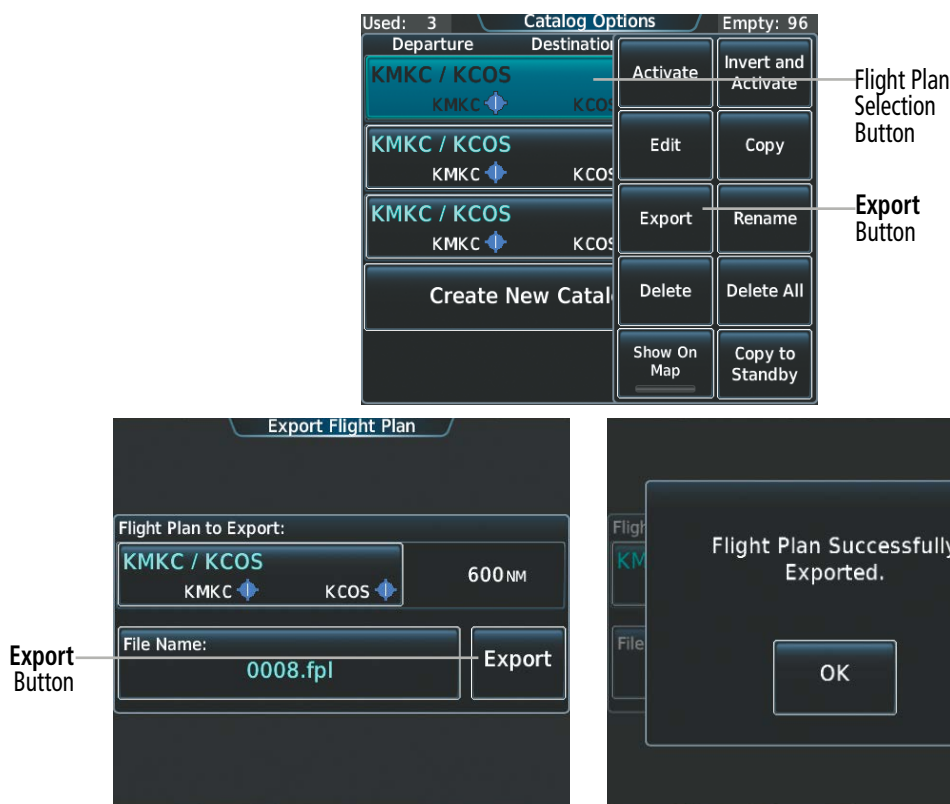 Used: 3 Catalog Options Empty: 96
Departure Destination
KMKC / KCOS
KMKC KCOS
KMKC / KCOS
KMKC KCOS
KMKC / KCOS
KMKC KCOS
Create New Catal
Activate
Invert and
Activate
Edit
Copy
Export
Rename
Delete
Delete All
Show On
Map
Copy to
Standby
Flight Plan
Selection
Button
Export
Button
Export Flight Plan
Flight Plan to Export:
KMKC / KCOS
KMKC KCOS
600NM
File Name:
0008.fpl
Export
Export
Button
Fligh
KM
File
Flight Plan Successfully
Exported.
OK